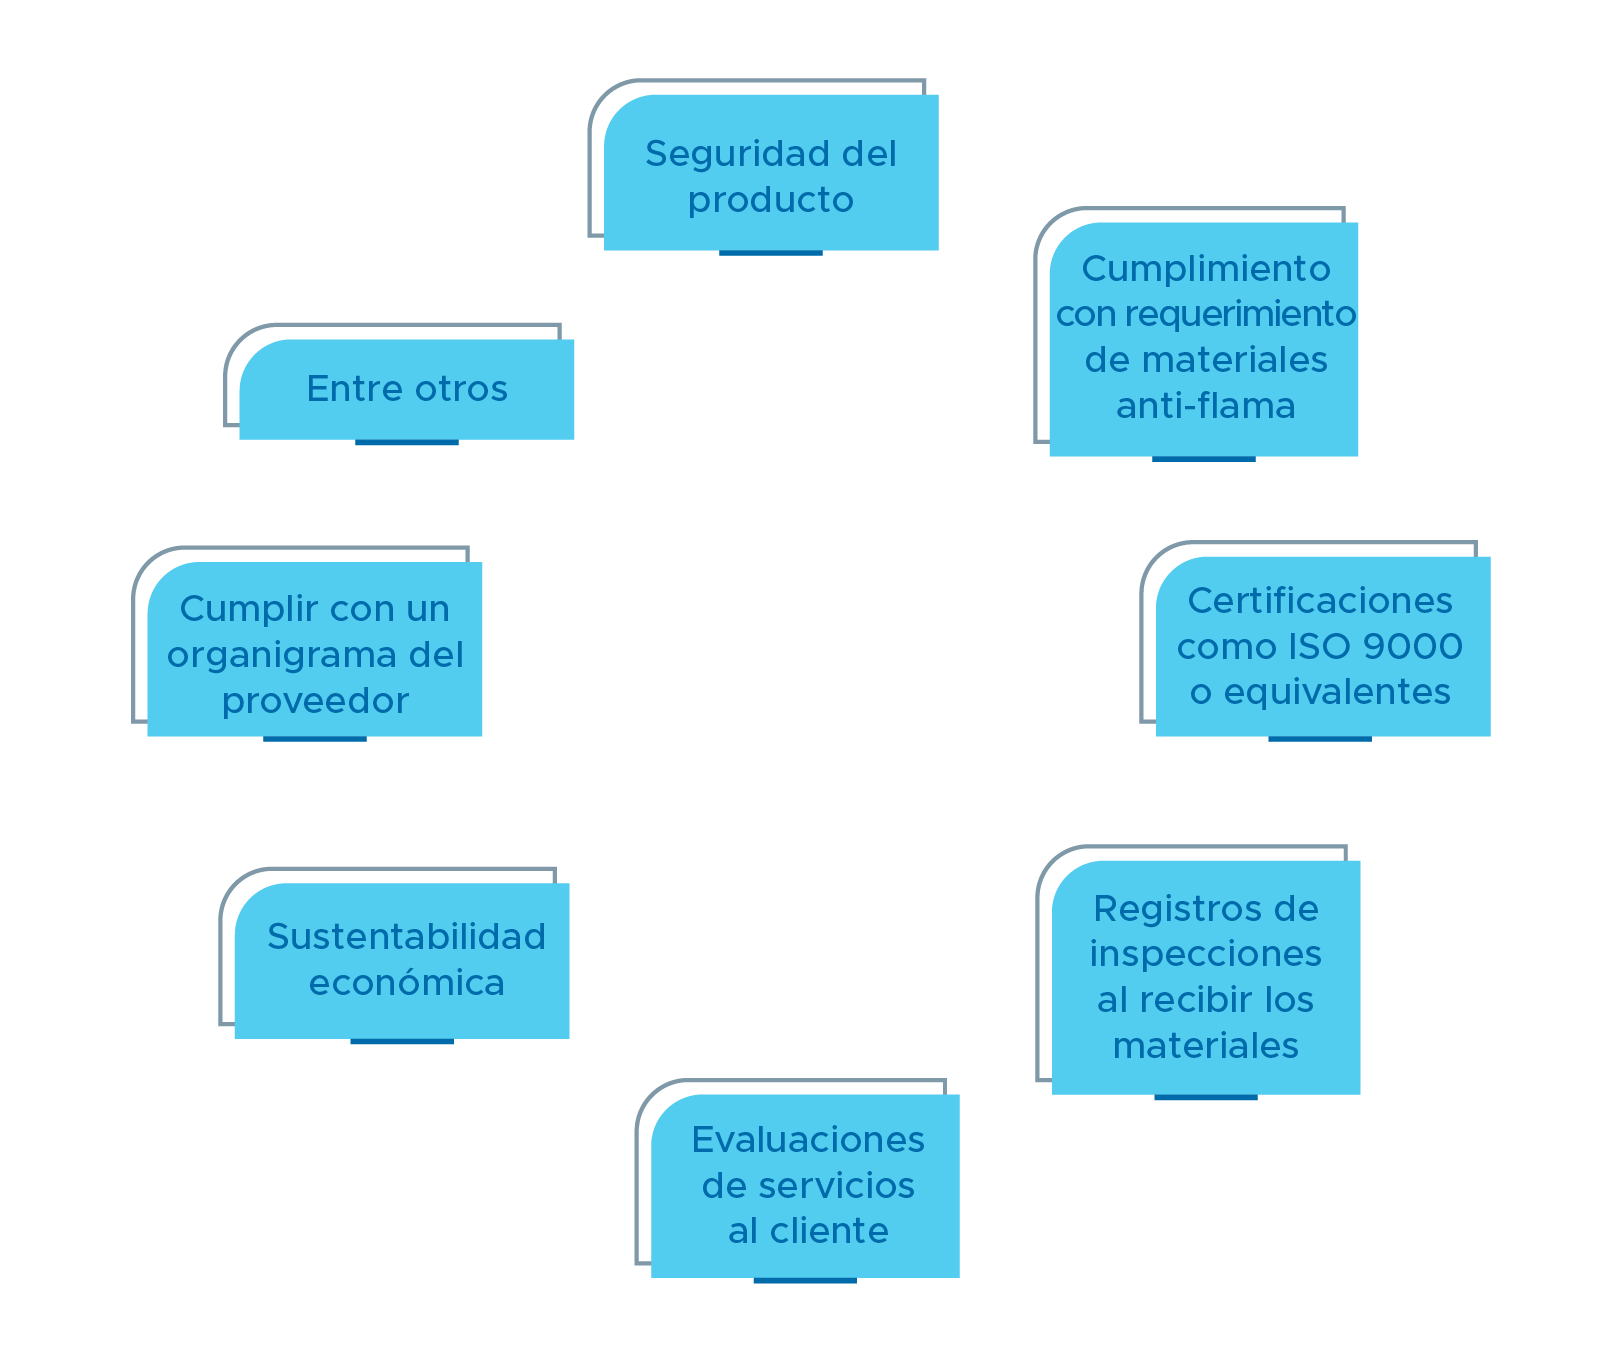 Seguridad del
producto
Cumplimiento
con requerimiento
de materiales
anti-flama
Certificaciones
como ISO 9000
o equivalentes
Registros de
inspecciones
al recibir los
materiales
Evaluaciones
de servicios
al cliente
Sustentabilidad
económica
Cumplir con un
organigrama del
proveedor
Entre otros